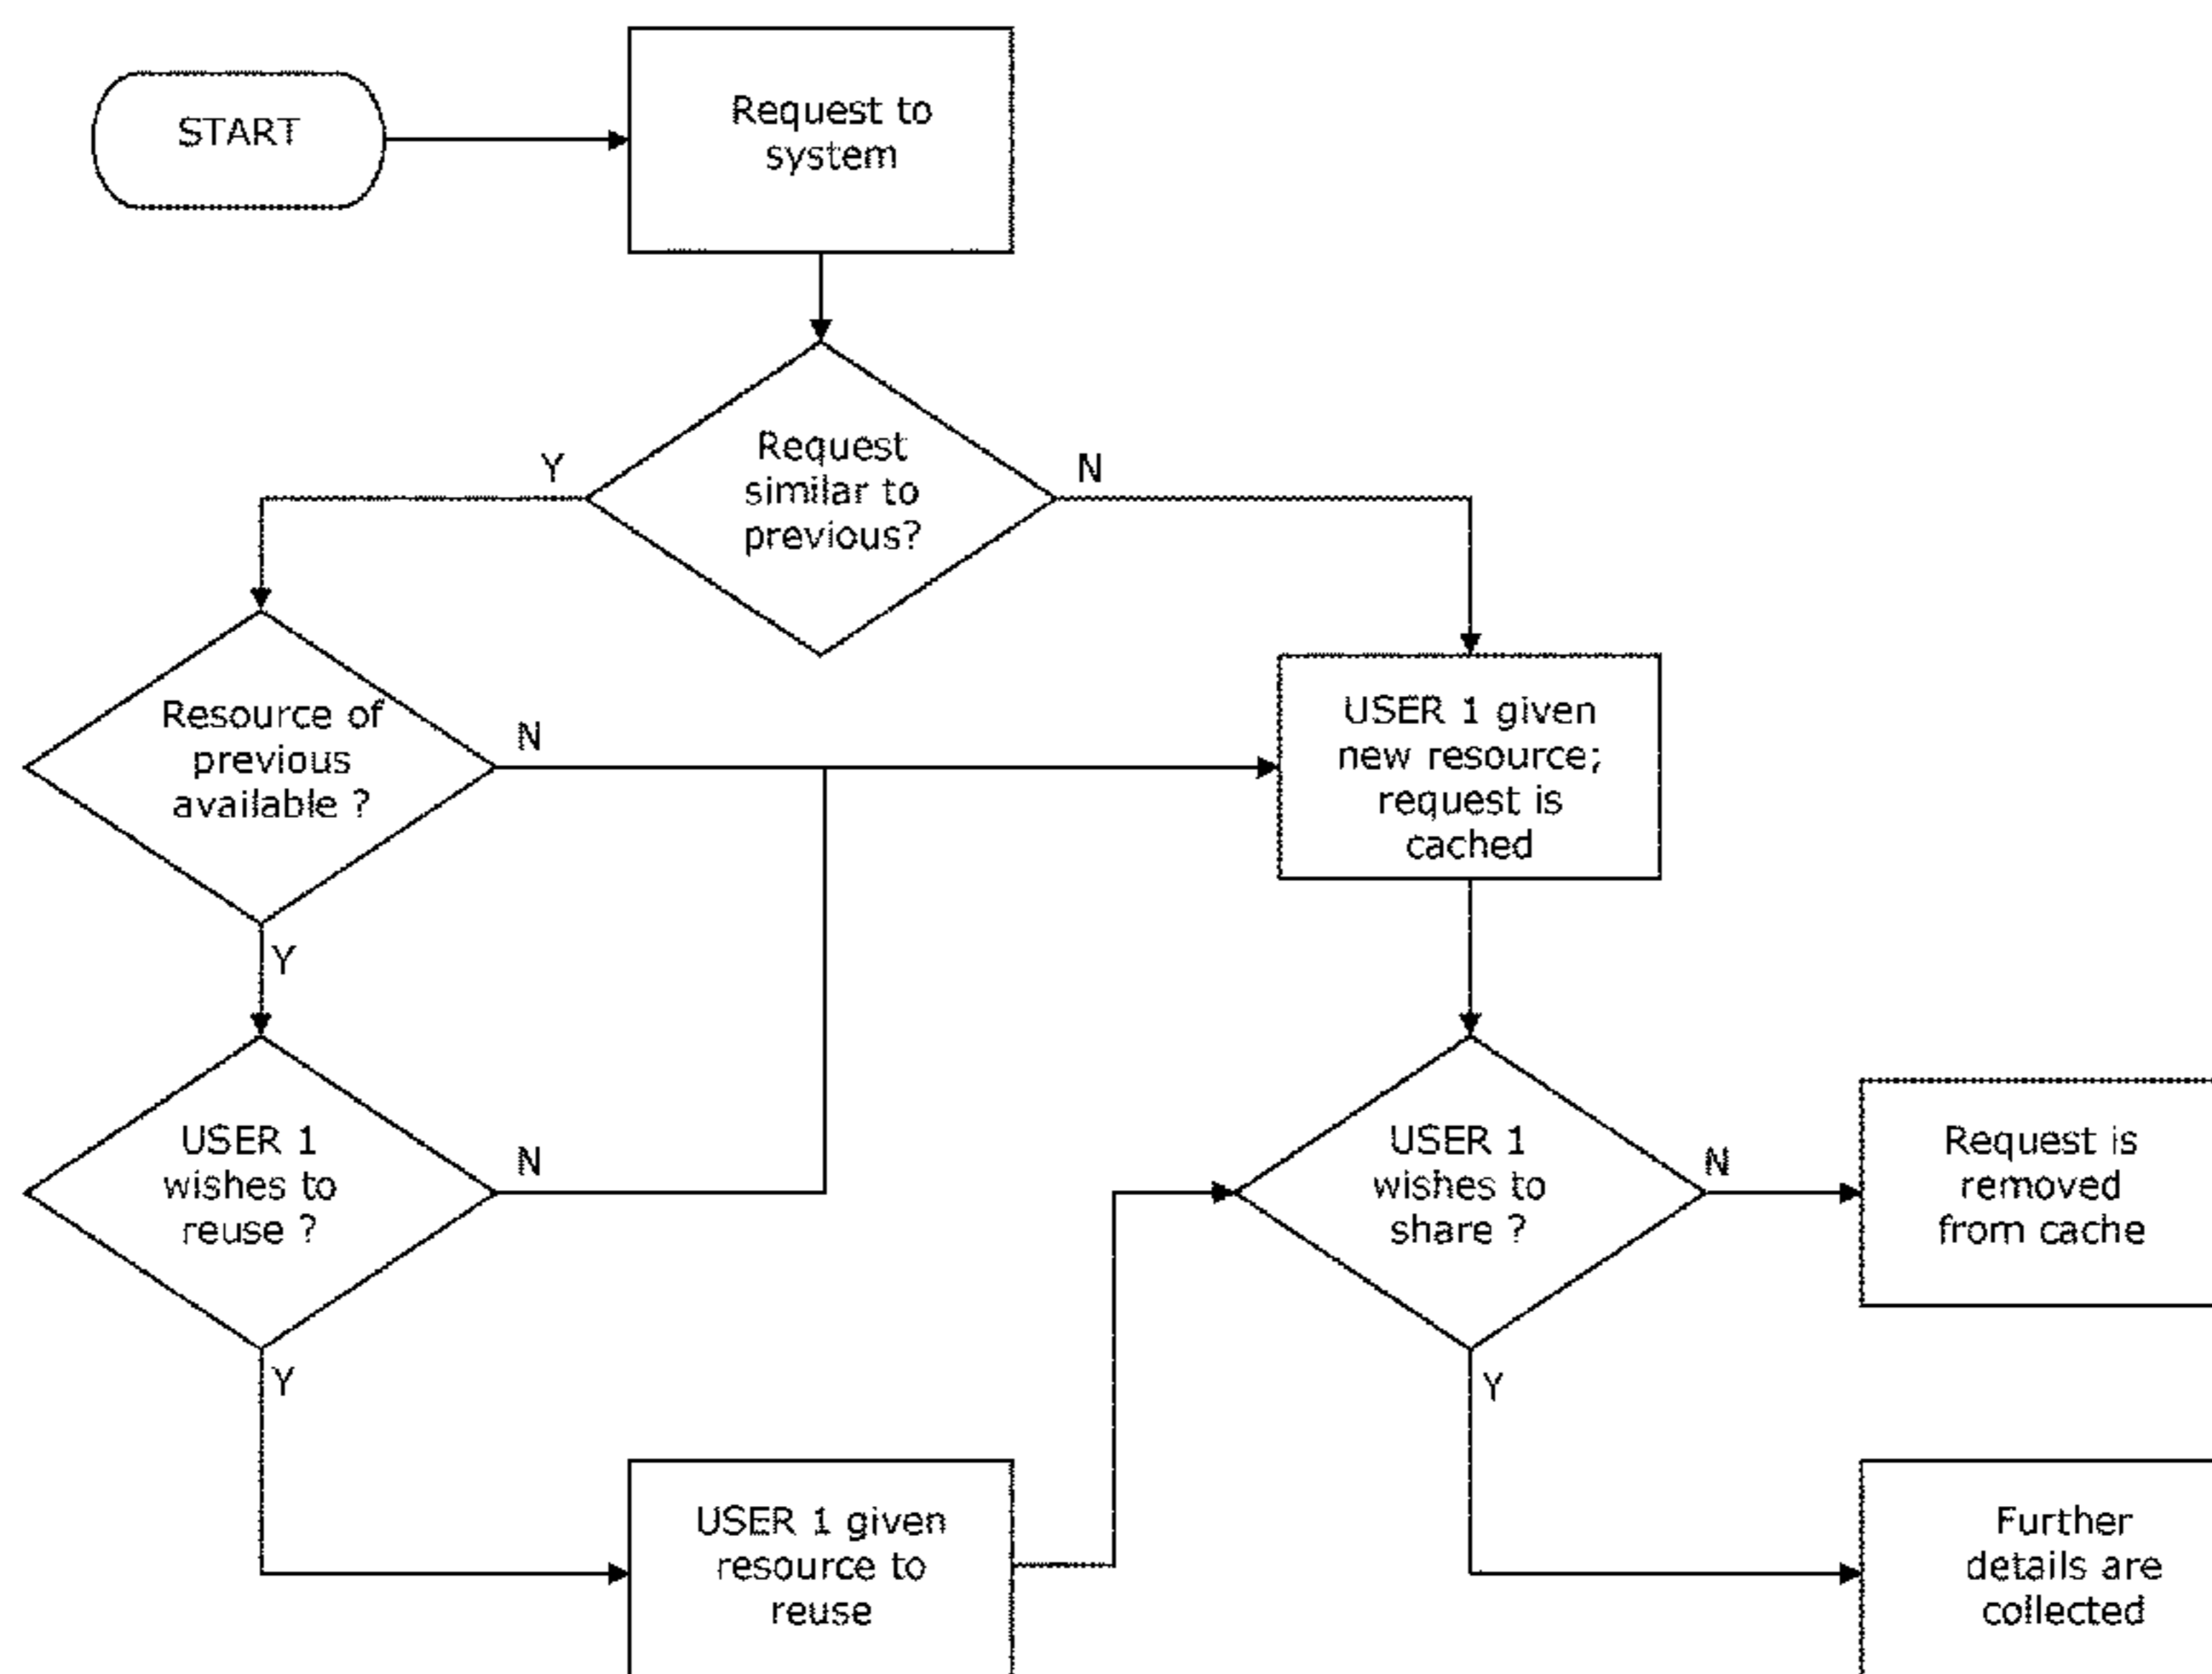 START
Request to
system
Request
similar to
previous?
Y
N
Resource of
previous
available ?
N
Y
USER 1 given
new resource;
request is
cached
USER 1
wishes to
reuse ?
N
Y
USER 1
wishes to
share ?
N
Y
Request is
removed
from cache
USER 1 given
resource to
reuse
Further
details are
collected